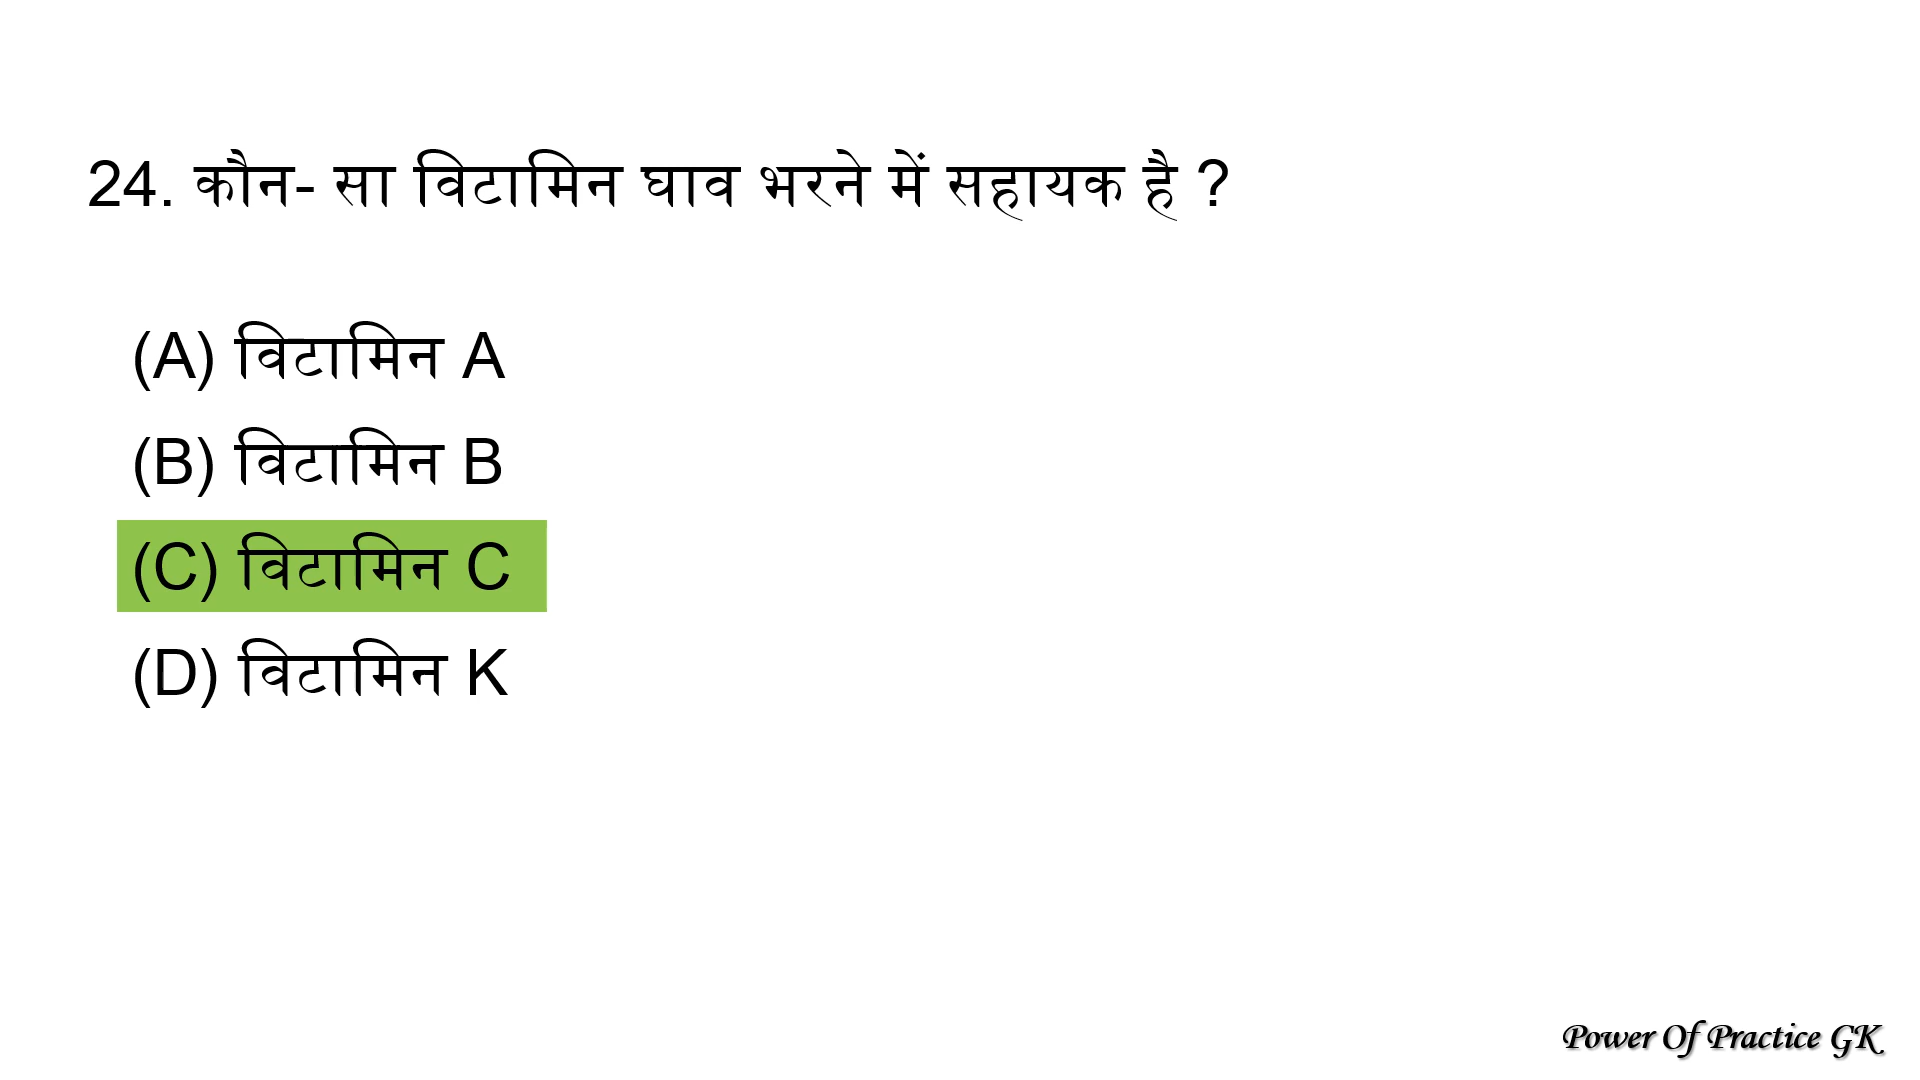 24. कौन- सा विटामिन घाव भरने में सहायक है ?
(A) विटामिन A
(B) विटामिन B
(C) विटामिन C
(D) विटामिन K
Power Of Practice GK